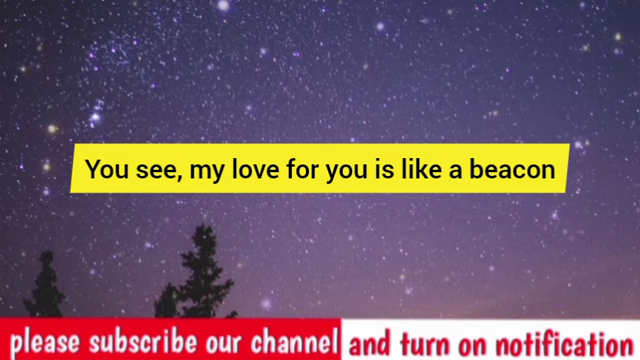 You see, my love for you is like a beacon
please subscribe our channel and turn on notification